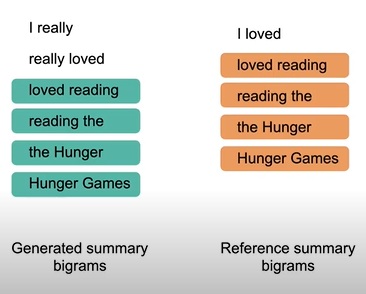 I really
really loved
loved reading
reading the
the Hunger
Hunger Games
Generated summary
bigrams
I loved
loved reading
reading the
the Hunger
Hunger Games
Reference summary
bigrams